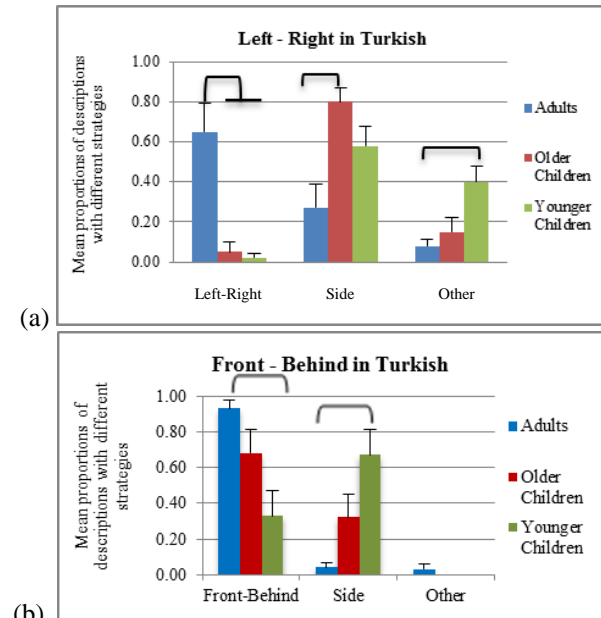 Left - Right in Turkish
Mean proportions of descriptions
with different strategies
1.00
0.80
0.60
0.40
0.20
0.00
Left-Right Side Other
Adults
Older
Children
Younger
Children
(a)
Front - Behind in Turkish
Mean proportions of
descriptions with different
strategies
1.00
0.80
0.60
0.40
0.20
0.00
Front-Behind Side Other
Adults
Older
Children
Younger
Children
(b)